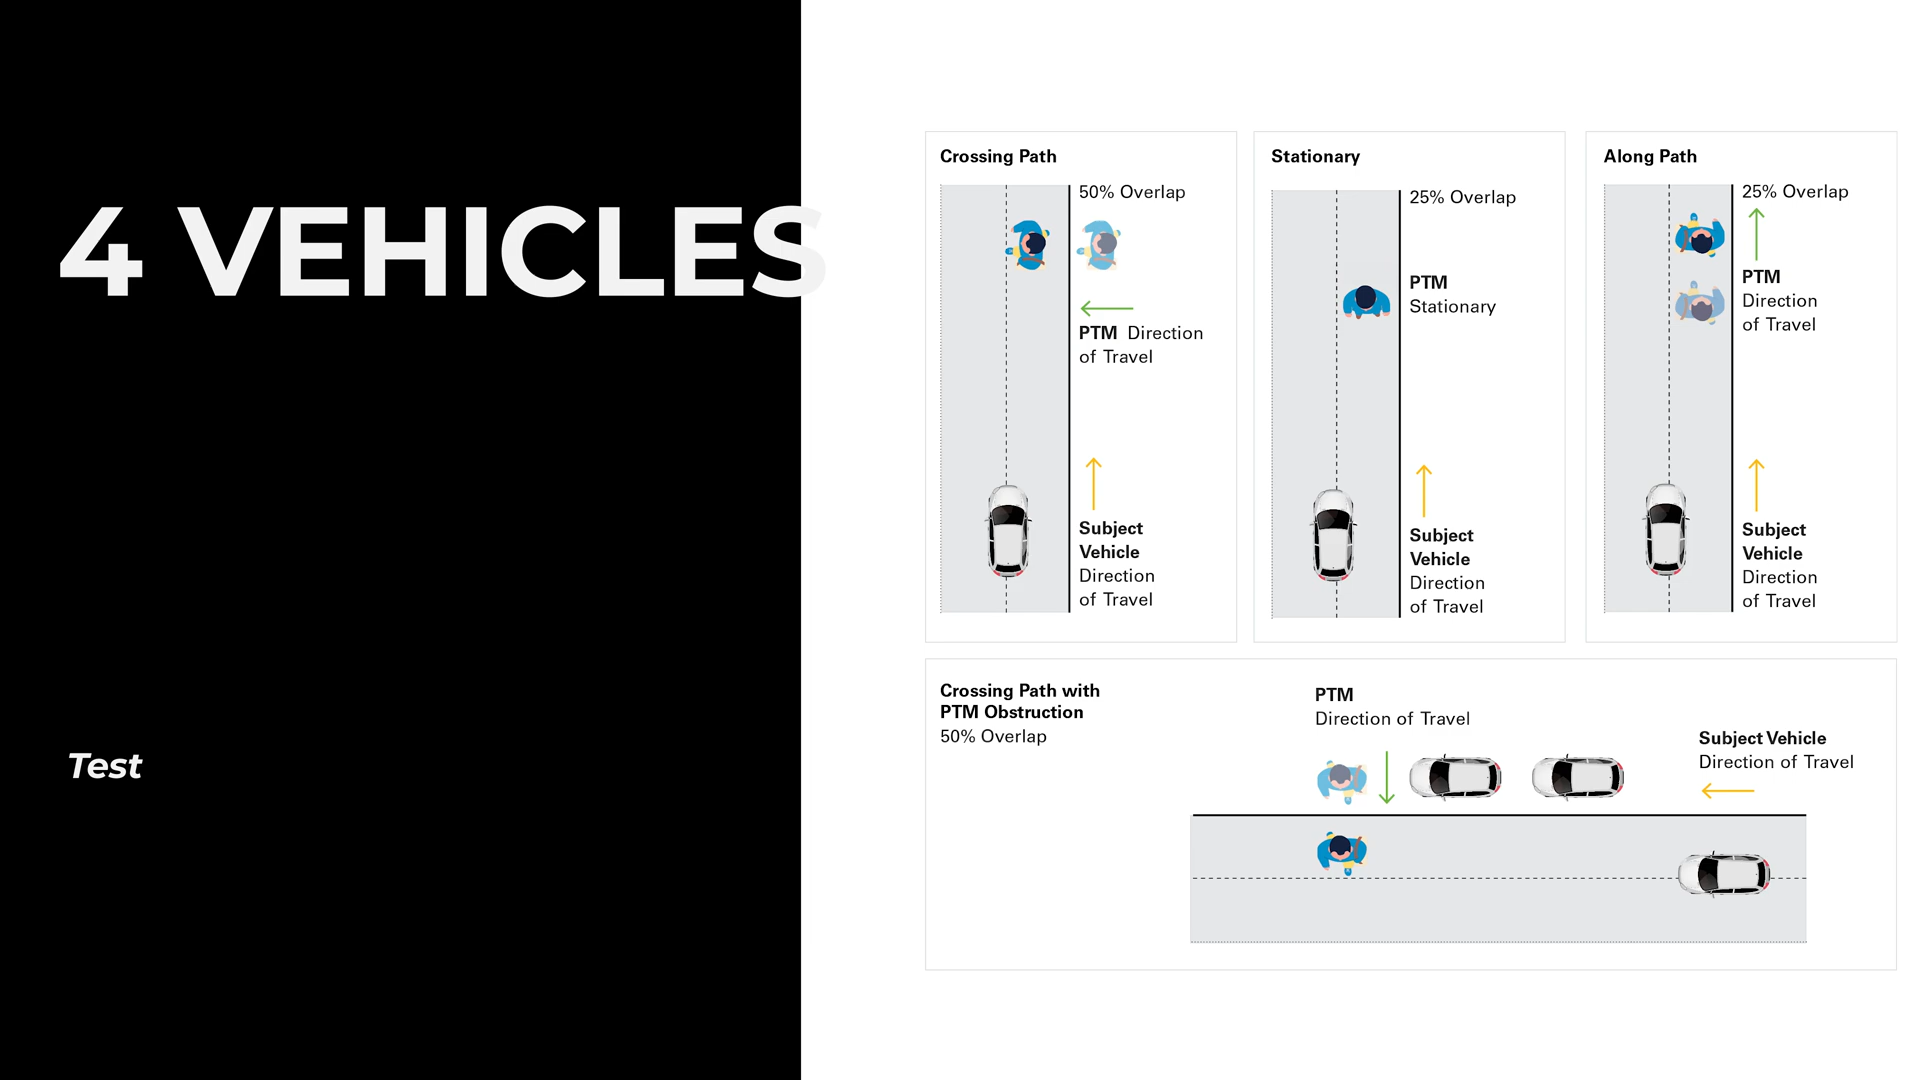 4 VEHICLES
Test
Crossing Path
50% Overlap
PTM Direction
of Travel
Subject
Vehicle
Direction
of Travel
Stationary
25% Overlap
PTM
Stationary
Subject
Vehicle
Direction
of Travel
Along Path
25% Overlap
PTM
Direction
of Travel
Subject
Vehicle
Direction
of Travel
Crossing Path with
PTM Obstruction
50% Overlap
PTM
Direction of Travel
Subject Vehicle
Direction of Travel